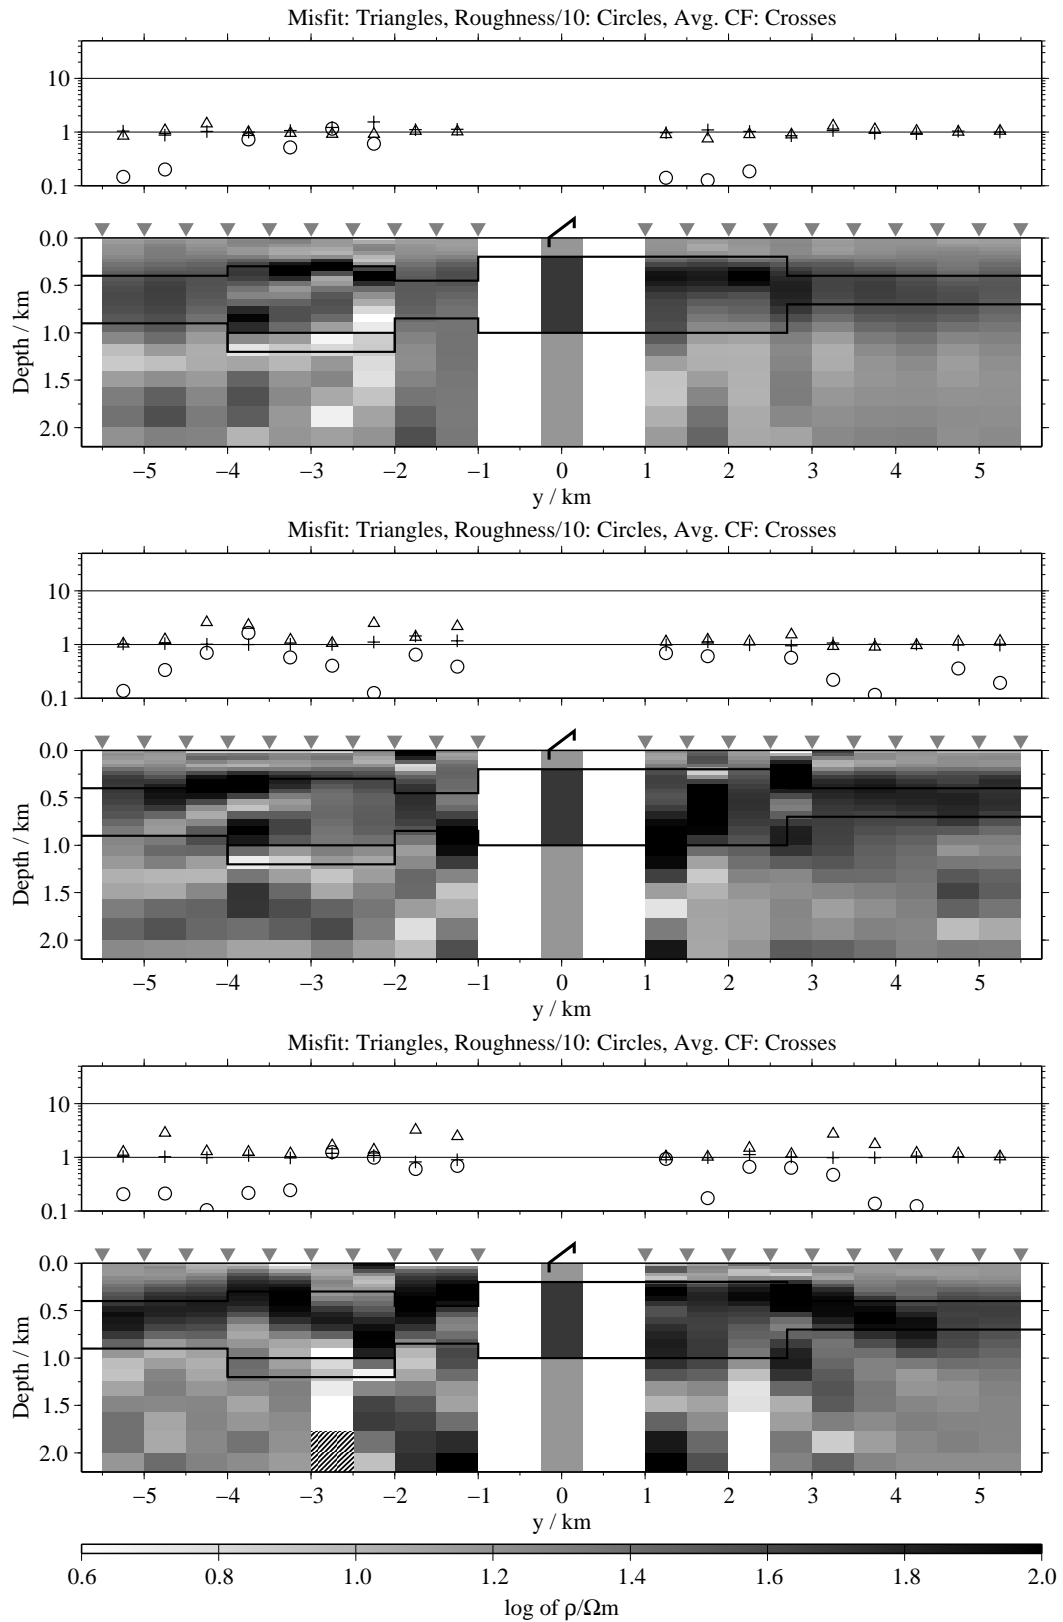 Misfit: Triangles, Roughness/10: Circles, Avg. CF: Crosses
10
1
0.1
0.0
0.5
1.0
1.5
2.0
Depth / km
−5 −4 −3 −2 −1 0 1 2 3 4 5
y / km
Misfit: Triangles, Roughness/10: Circles, Avg. CF: Crosses
10
1
0.1
0.0
0.5
1.0
1.5
2.0
Depth / km
−5 −4 −3 −2 −1 0 1 2 3 4 5
y / km
Misfit: Triangles, Roughness/10: Circles, Avg. CF: Crosses
10
1
0.1
0.0
0.5
1.0
1.5
2.0
Depth / km
−5 −4 −3 −2 −1 0 1 2 3 4 5
y / km
0.6 0.8 1.0 1.2 1.4 1.6 1.8 2.0
log of ρ/Ωm